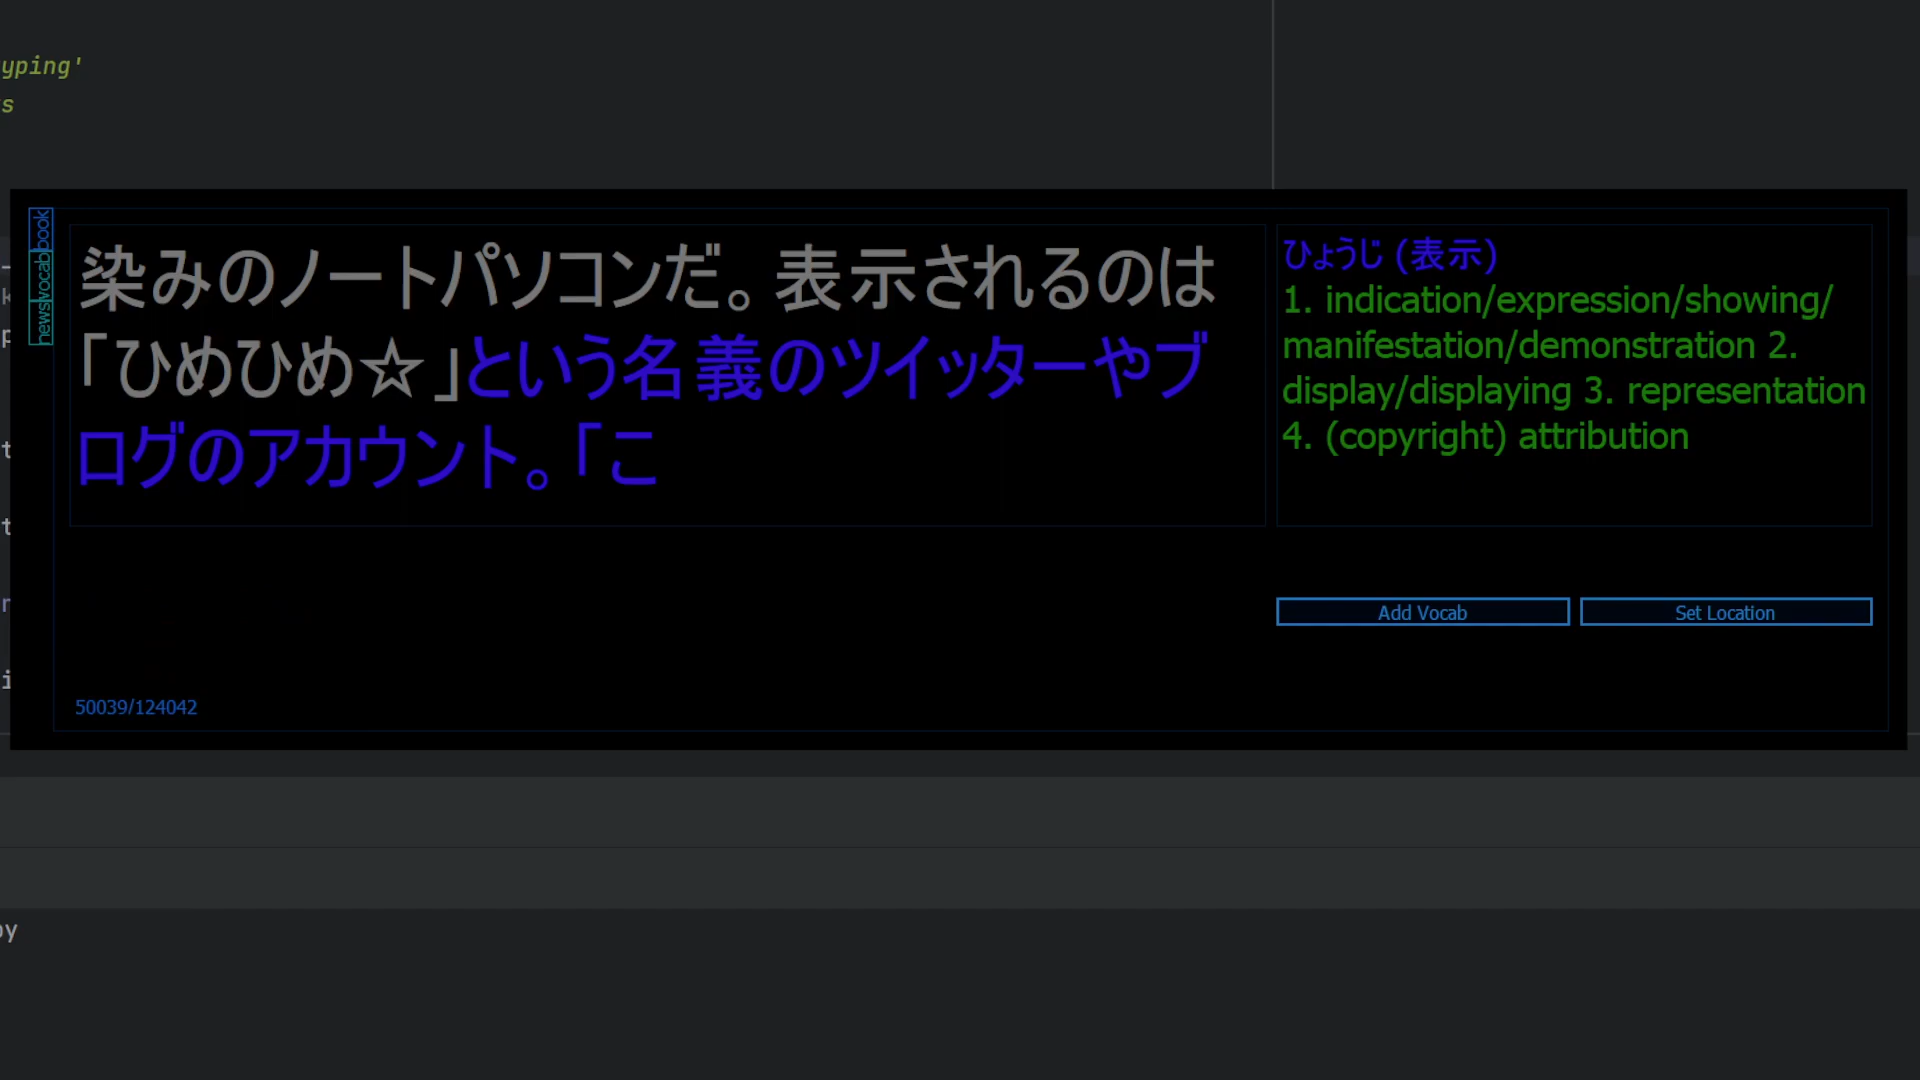 yping'
s
book
vocab
news
染みのノートパソコンだ。表示されるのは
「ひめひめ☆」という名義のツイッターやブ
ログのアカウント。「こ
ひょうじ (表示)
1. indication/expression/showing/
manifestation/demonstration 2.
display/displaying 3. representation
4. (copyright) attribution
Add Vocab
Set Location
50039/124042
t
t
i
py